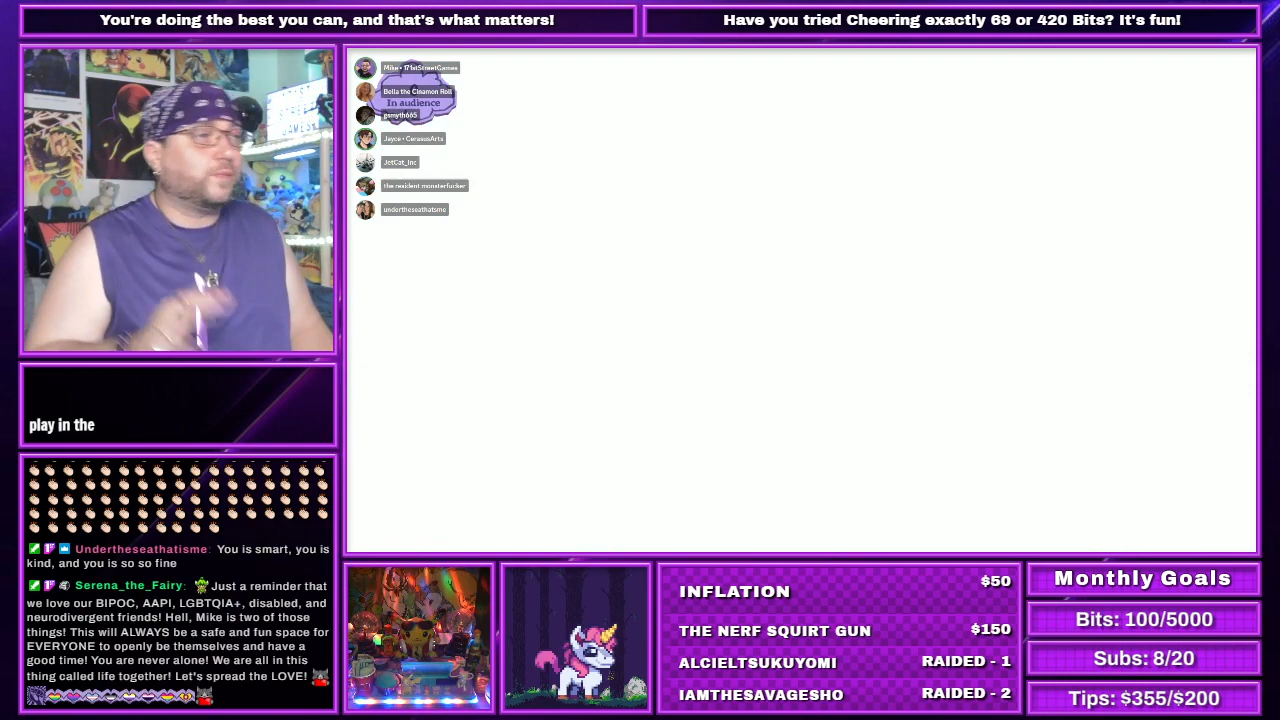 You're doing the best you can, and that's what matters!
Have you tried Cheering exactly 69 or 420 Bits? It's fun!
Mike • 171stStreetGames
Bella the Cinamon Roll
In audience
gsmyth665
Jayce • CerasusArts
JetCat_Inc
the resident monsterfucker
undertheseathatsme
STREET
GAMES
play in the
Undertheseathatisme: You is smart, you is
kind, and you is so so fine
Serena_the_Fairy: Just a reminder that
we love our BIPOC, AAPI, LGBTQIA+, disabled, and
neurodivergent friends! Hell, Mike is two of those
things! This will ALWAYS be a safe and fun space for
EVERYONE to openly be themselves and have a
good time! You are never alone! We are all in this
thing called life together! Let's spread the LOVE!
INFLATION $50
THE NERF SQUIRT GUN $150
ALCIELTSUKUYOMI RAIDED - 1
IAMTHESAVAGESHO RAIDED - 2
Monthly Goals
Bits: 100/5000
Subs: 8/20
Tips: $355/$200